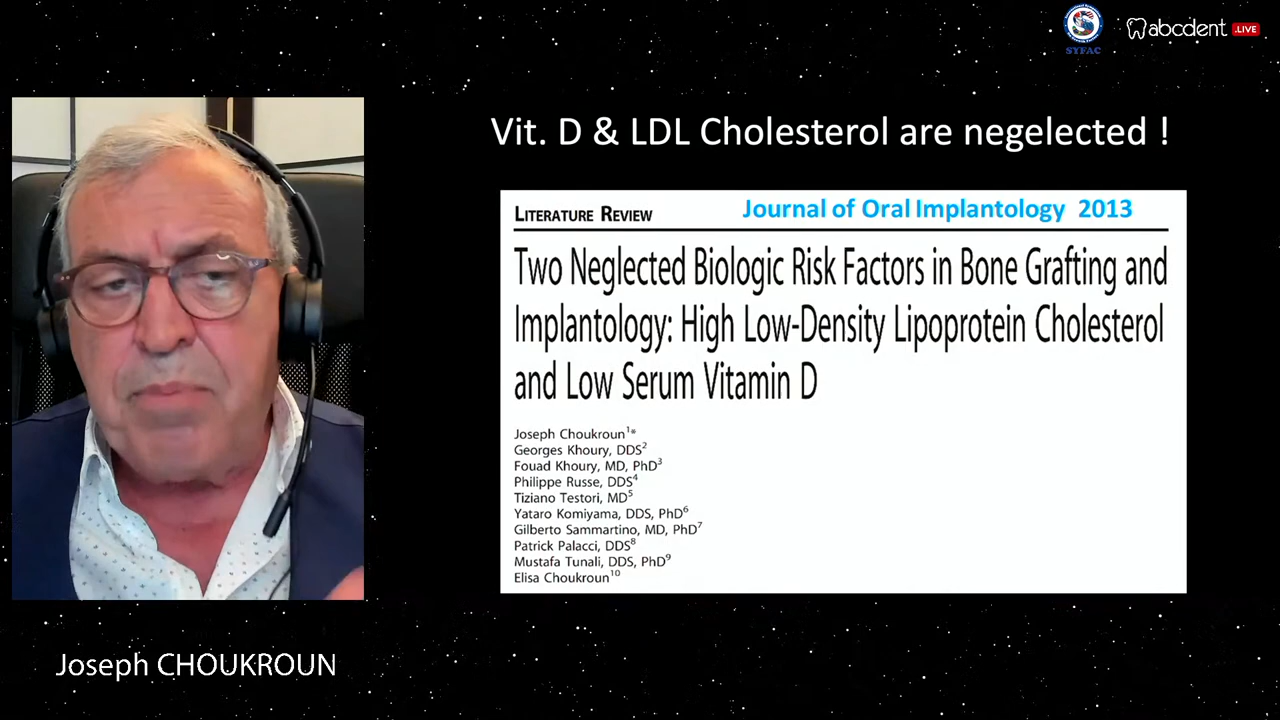 SYFAC
abcdent .LIVE
Vit. D & LDL Cholesterol are negelected !
LITERATURE REVIEW Journal of Oral Implantology 2013
Two Neglected Biologic Risk Factors in Bone Grafting and
Implantology: High Low-Density Lipoprotein Cholesterol
and Low Serum Vitamin D
Joseph Choukroun1*
Georges Khoury, DDS2
Fouad Khoury, MD, PhD3
Philippe Russe, DDS4
Tiziano Testori, MD5
Yataro Komiyama, DDS, PhD6
Gilberto Sammartino, MD, PhD7
Patrick Palacci, DDS8
Mustafa Tunali, DDS, PhD9
Elisa Choukroun10
Joseph CHOUKROUN